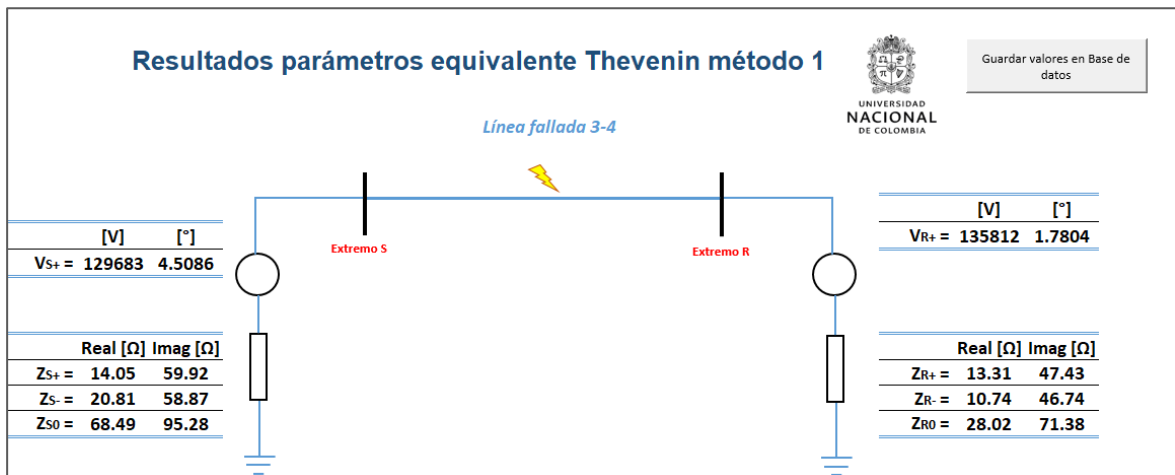 Resultados parámetros equivalente Thevenin método 1
UNIVERSIDAD
NACIONAL
DE COLOMBIA
Guardar valores en Base de
datos
Línea fallada 3-4
Extremo S
Extremo R
[V] [°]
VS+ = 129683 4.5086
[V] [°]
VR+ = 135812 1.7804
Real [Ω] Imag [Ω]
ZS+ = 14.05 59.92
ZS- = 20.81 58.87
ZS0 = 68.49 95.28
Real [Ω] Imag [Ω]
ZR+ = 13.31 47.43
ZR- = 10.74 46.74
ZR0 = 28.02 71.38